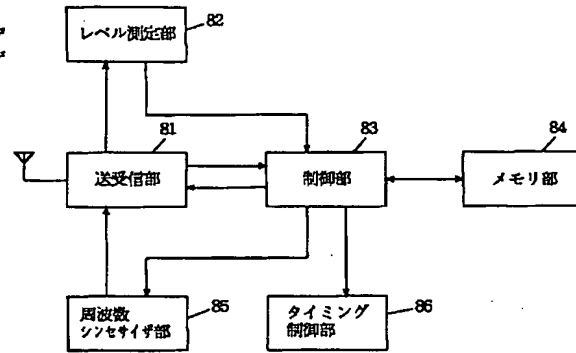 82
レベル測定部
81
83
84
送受信部
制御部
メモリ部
周波数
シンセサイザ部
85
タイミング
制御部
86